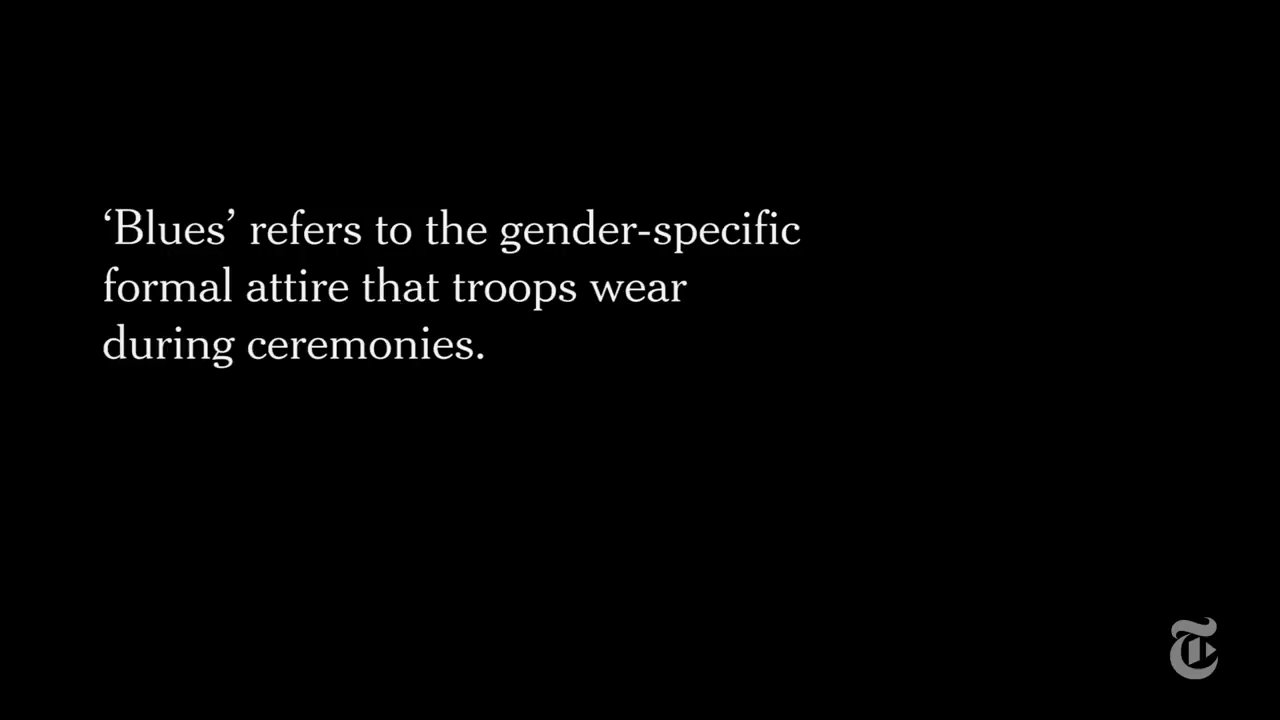 ‘Blues’ refers to the gender-specific
formal attire that troops wear
during ceremonies.